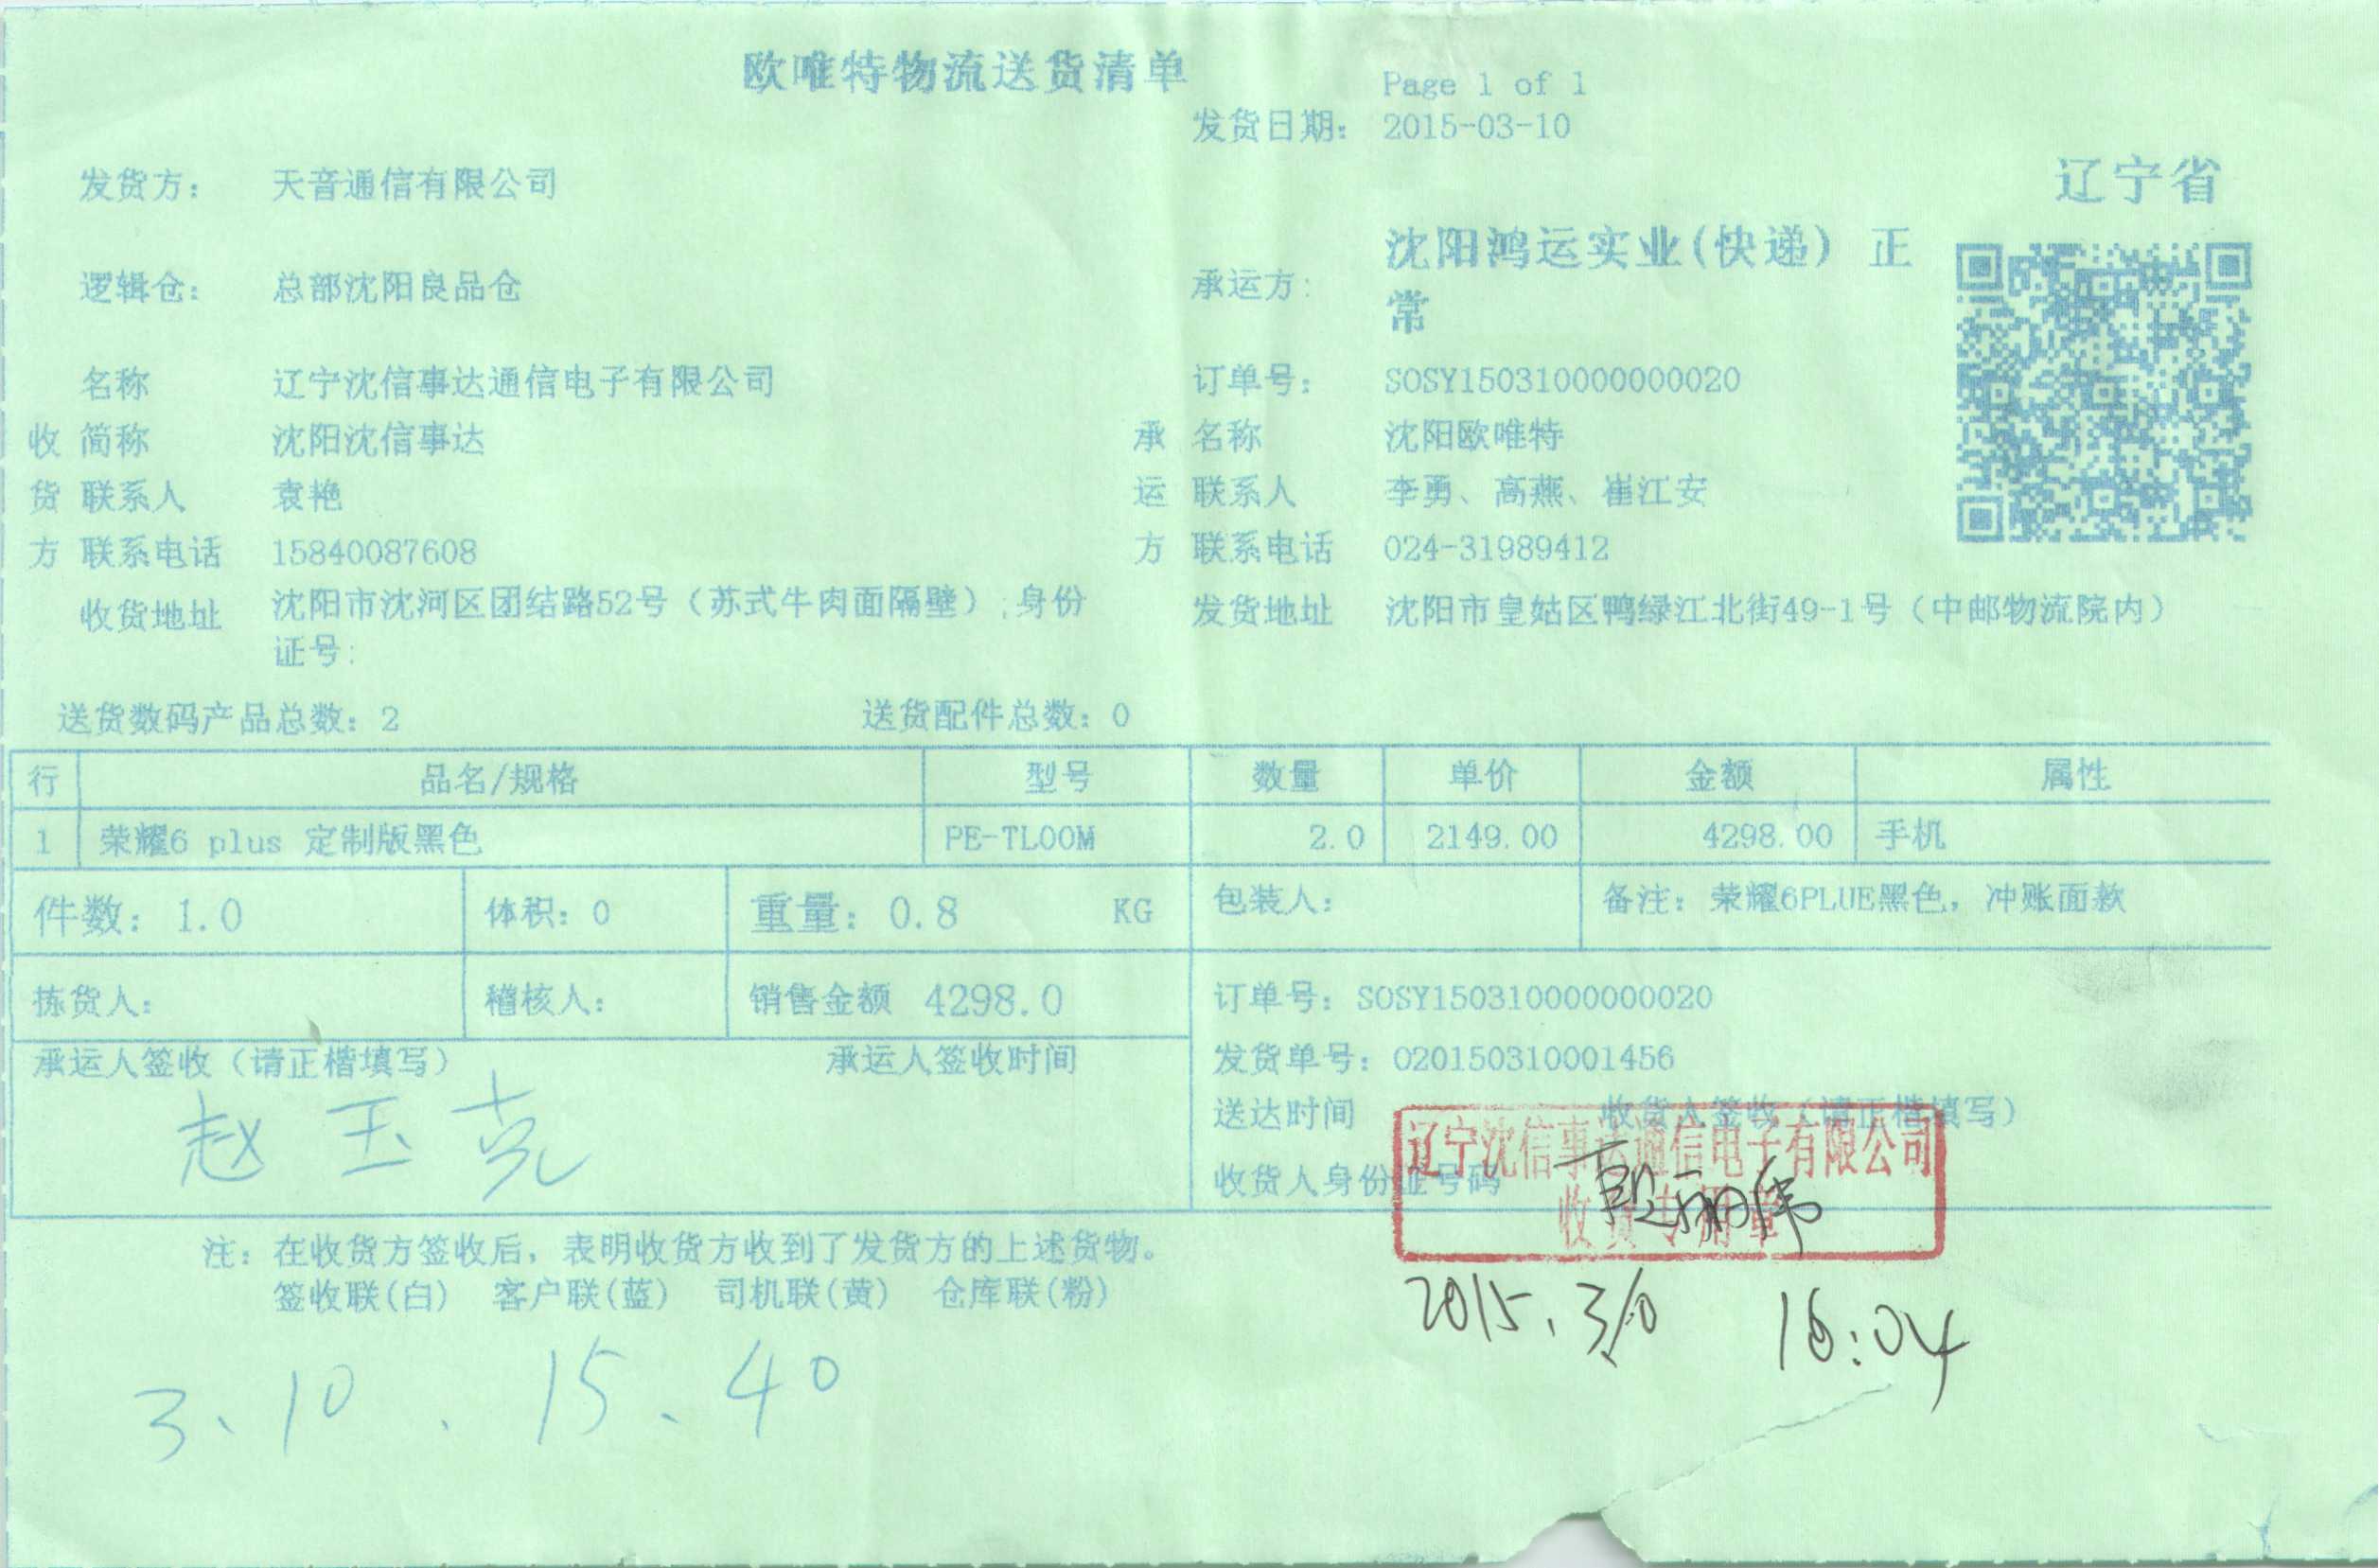 欧唯特物流送货清单
Page 1 of 1
发货日期: 2015-03-10
发货方: 天音通信有限公司
辽宁省
逻辑仓: 总部沈阳良品仓
承运方: 沈阳鸿运实业(快递) 正
常
名称 辽宁沈信事达通信电子有限公司
订单号: SOSY150310000000020
收 简称 沈阳沈信事达
承 名称 沈阳欧唯特
货 联系人 袁艳
运 联系人 李勇、高燕、崔江安
方 联系电话 15840087608
方 联系电话 024-31989412
收货地址 沈阳市沈河区团结路52号（苏式牛肉面隔壁）;身份
证号:
发货地址 沈阳市皇姑区鸭绿江北街49-1号（中邮物流院内）
送货数码产品总数: 2 送货配件总数: 0
行 品名/规格 型号 数量 单价 金额 属性
1 荣耀6 plus 定制版黑色 PE-TL00M 2.0 2149.00 4298.00 手机
件数: 1.0 体积: 0 重量: 0.8 KG 包装人: 备注: 荣耀6PLUE黑色，冲账面款
拣货人: 稽核人: 销售金额 4298.0 订单号: SOSY150310000000020
承运人签收（请正楷填写） 承运人签收时间
发货单号: 020150310001456
赵玉克
送达时间 收货人签收（请正楷填写）
辽宁沈信事达通信电子有限公司
收货人身份证号码
收货专用章
注: 在收货方签收后，表明收货方收到了发货方的上述货物。
签收联(白) 客户联(蓝) 司机联(黄) 仓库联(粉)
2015.3.10 16:04
3、10.15、40